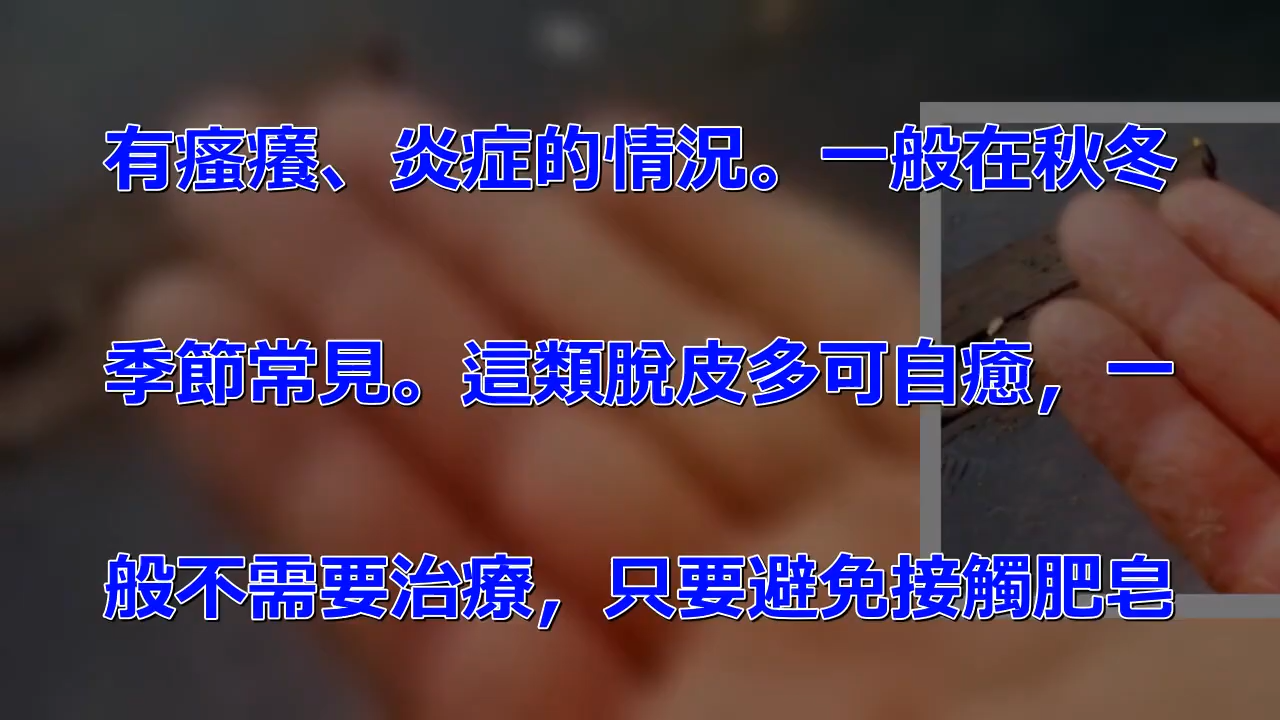 有瘙癢、炎症的情況。一般在秋冬
季節常見。這類脫皮多可自癒，一
般不需要治療，只要避免接觸肥皂